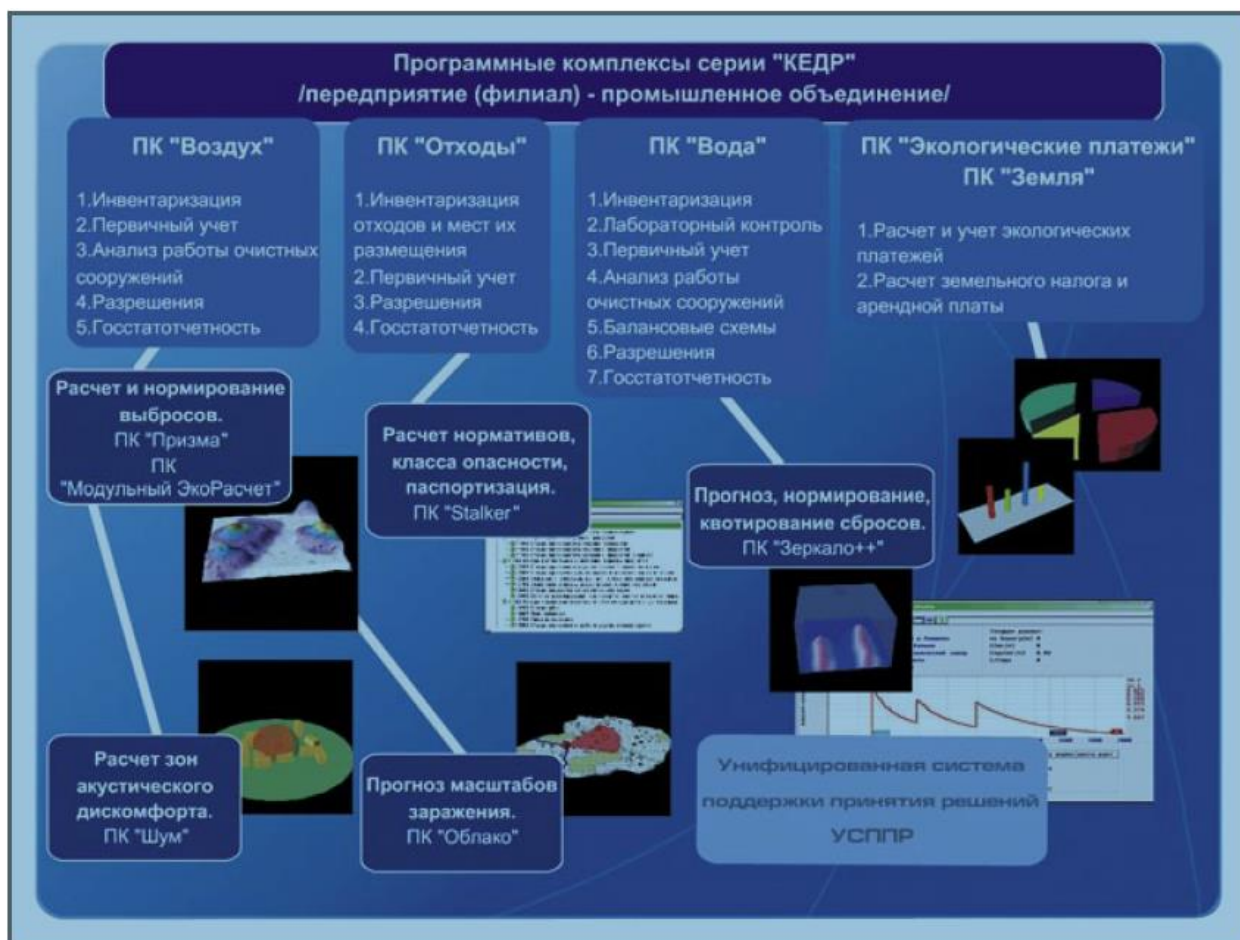 Программные комплексы серии "КЕДР"
/передприятие (филиал) - промышленное объединение/
ПК "Воздух"
1.Инвентаризация
2.Первичный учет
3.Анализ работы очистных
сооружений
4.Разрешения
5.Госстатотчетность
ПК "Отходы"
1.Инвентаризация
отходов и мест их
размещения
2.Первичный учет
3.Разрешения
4.Госстатотчетность
ПК "Вода"
1.Инвентаризация
2.Лабораторный контроль
3.Первичный учет
4.Анализ работы
очистных сооружений
5.Балансовые схемы
6.Разрешения
7.Госстатотчетность
ПК "Экологические платежи"
ПК "Земля"
1.Расчет и учет экологических
платежей
2.Расчет земельного налога и
арендной платы
Расчет и нормирование
выбросов.
ПК "Призма"
ПК
"Модульный ЭкоРасчет"
Расчет нормативов,
класса опасности,
паспортизация.
ПК "Stalker"
Прогноз, нормирование,
квотирование сбросов.
ПК "Зеркало++"
Расчет зон
акустического
дискомфорта.
ПК "Шум"
Прогноз масштабов
заражения.
ПК "Облако"
Унифицированная система
поддержки принятия решений
УСППР